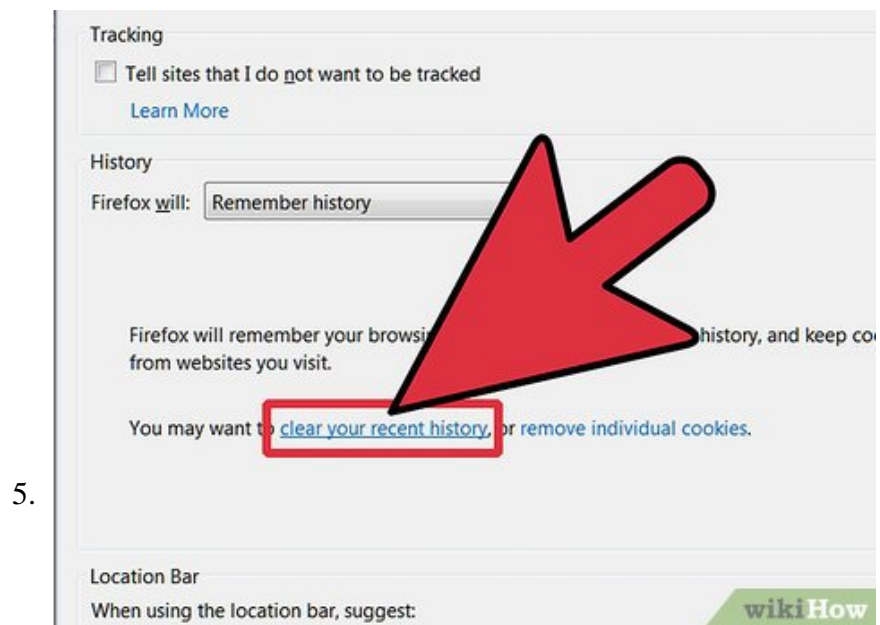 Tracking
Tell sites that I do not want to be tracked
Learn More
History
Firefox will: Remember history
Firefox will remember your history, and keep
from websites you visit.
You may want to clear your recent history, or remove individual cookies.
5.
Location Bar
When using the location bar, suggest:
wikiHow